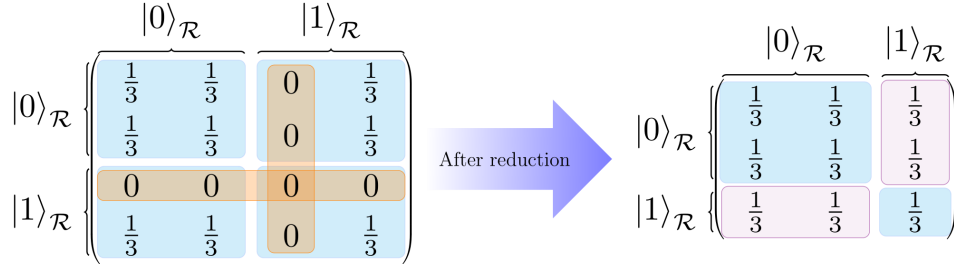 |0⟩_R |1⟩_R
|0⟩_R 1/3 1/3 0 1/3
1/3 1/3 0 1/3
|1⟩_R 0 0 0 0
1/3 1/3 0 1/3
After reduction
|0⟩_R |1⟩_R
|0⟩_R 1/3 1/3 1/3
1/3 1/3 1/3
|1⟩_R 1/3 1/3 1/3